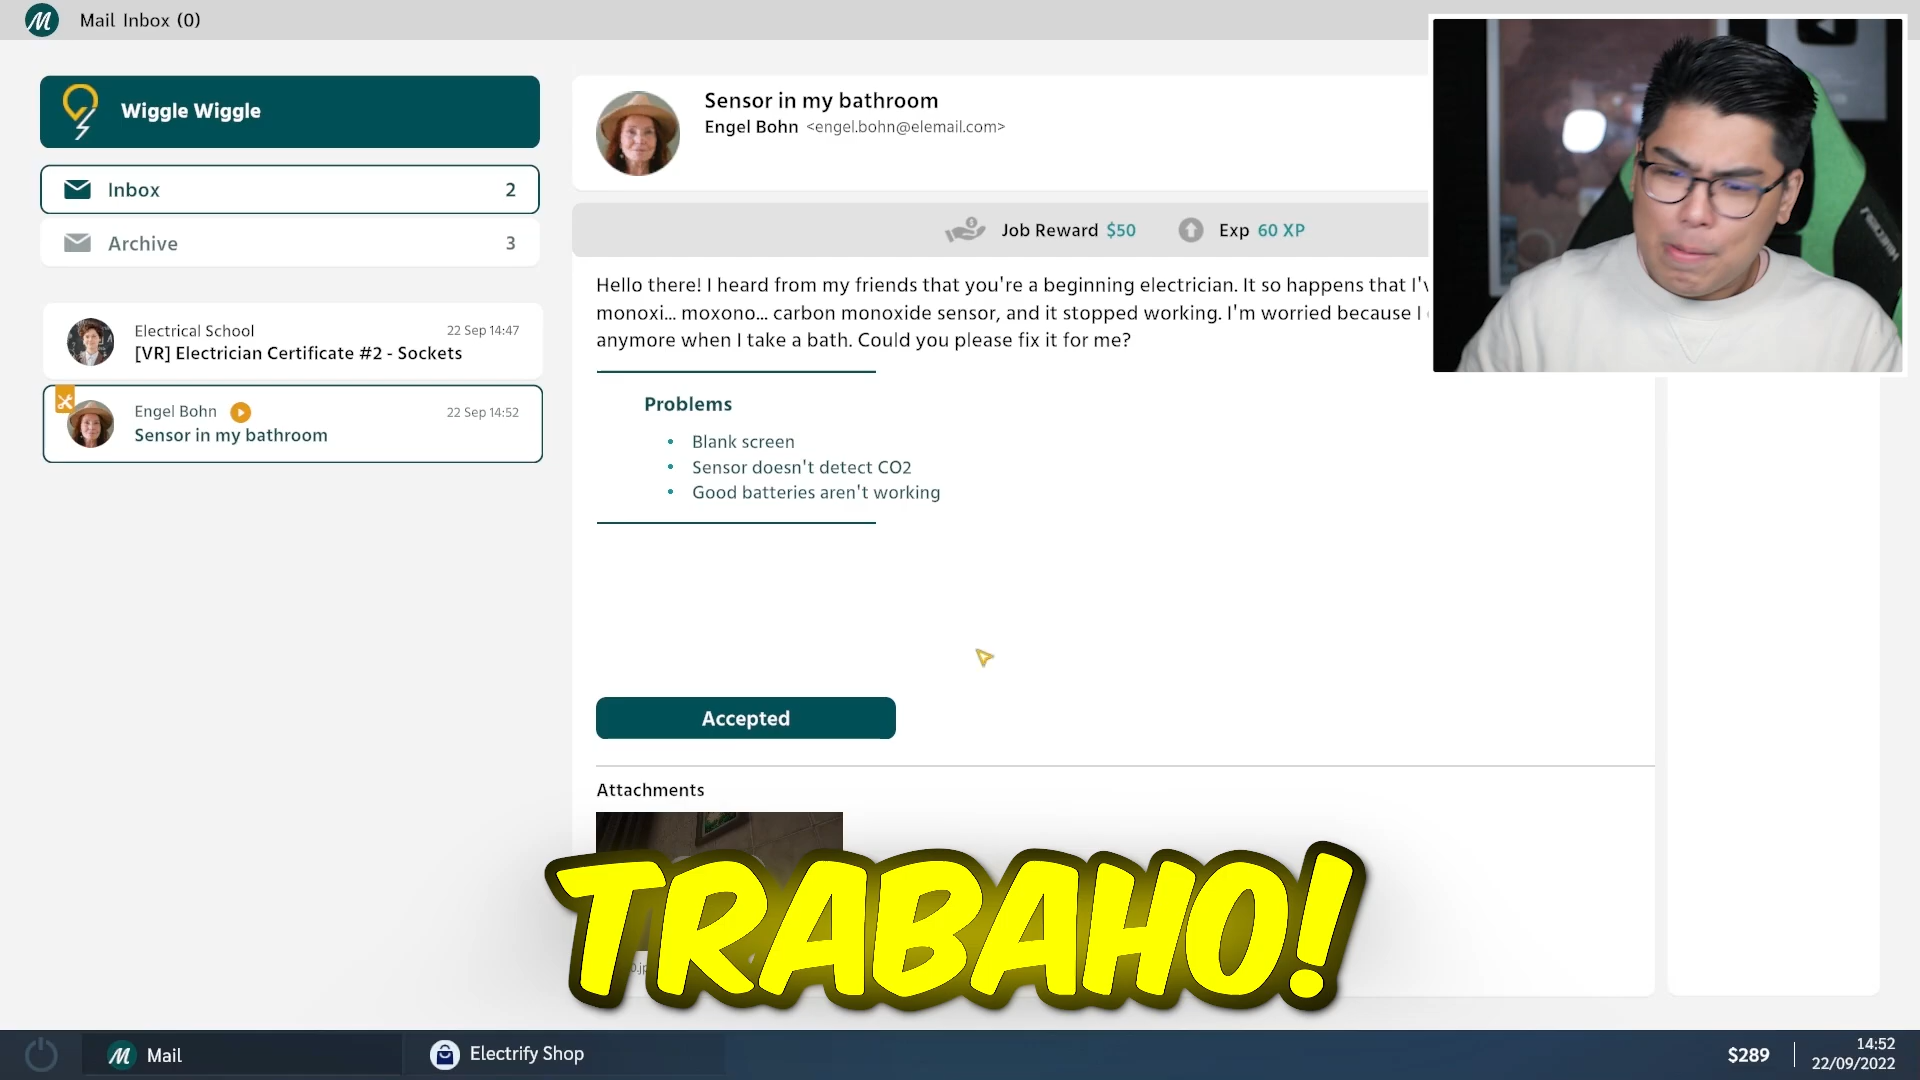 Mail Inbox (0)
Wiggle Wiggle
Inbox 2
Archive 3
Electrical School 22 Sep 14:47
[VR] Electrician Certificate #2 - Sockets
Engel Bohn 22 Sep 14:52
Sensor in my bathroom
Sensor in my bathroom
Engel Bohn <engel.bohn@elemail.com>
Job Reward $50 Exp 60 XP
Hello there! I heard from my friends that you're a beginning electrician. It so happens that
monoxi... moxono... carbon monoxide sensor, and it stopped working. I'm worried because I
anymore when I take a bath. Could you please fix it for me?
Problems
• Blank screen
• Sensor doesn't detect CO2
• Good batteries aren't working
Accepted
Attachments
TRABAHO!
Mail
Electrify Shop
$289
14:52
22/09/2022